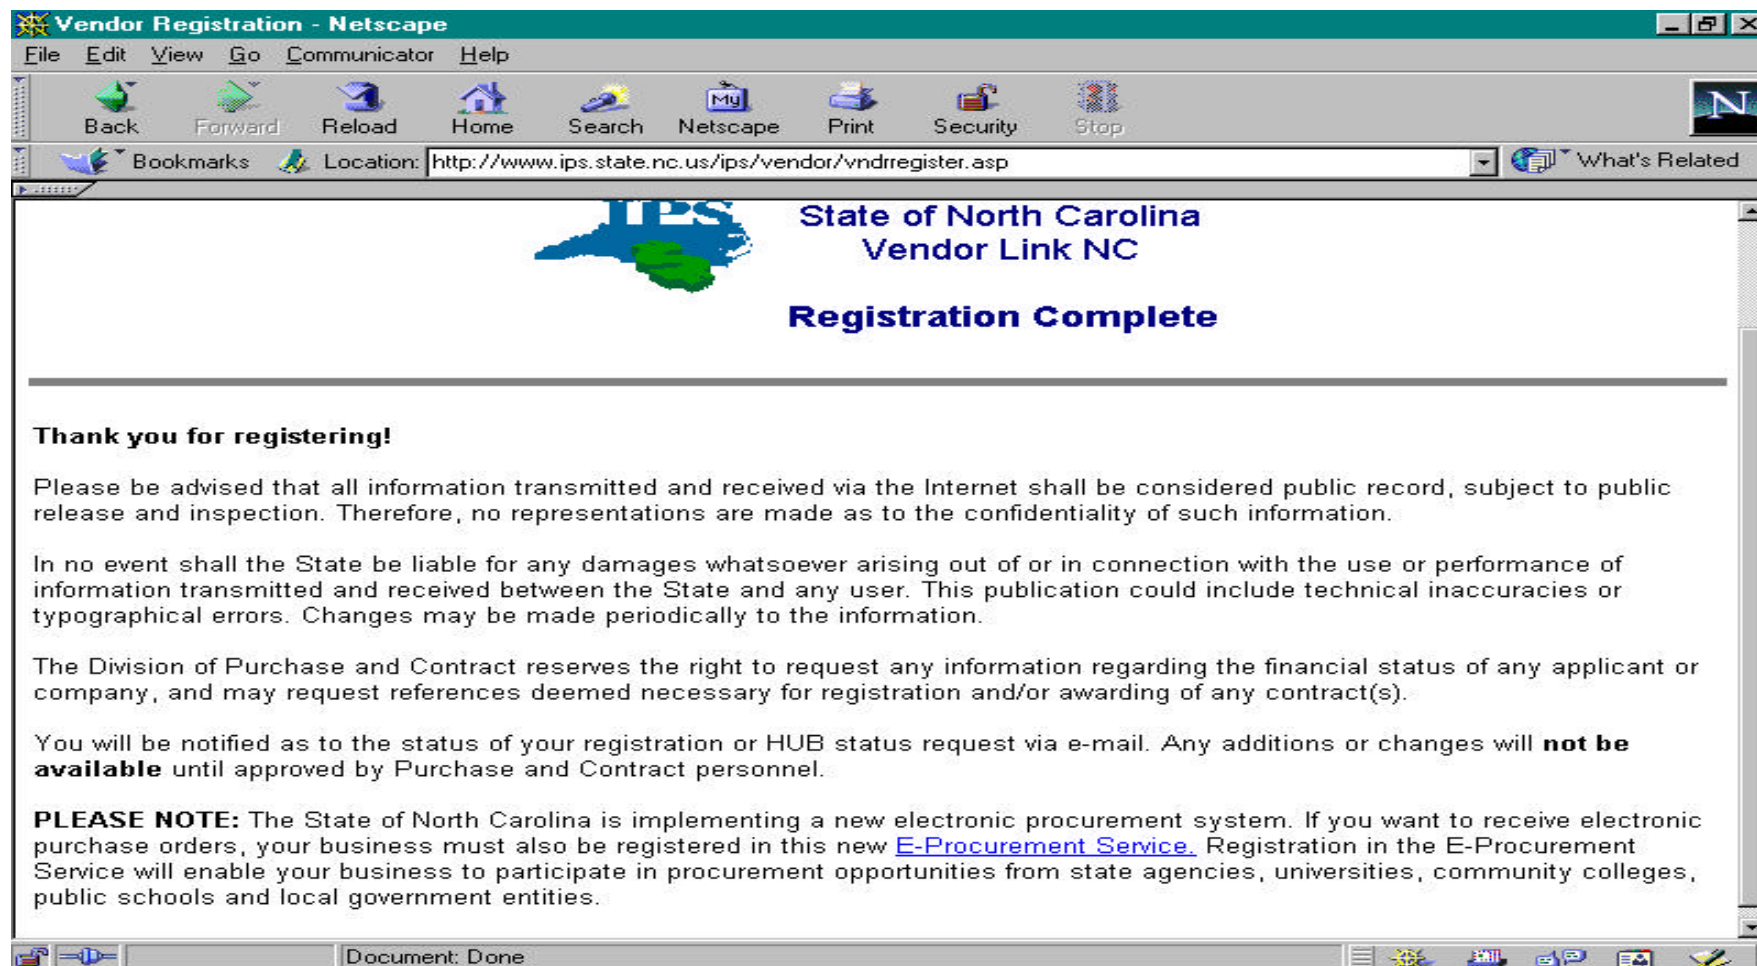 Vendor Registration - Netscape
File Edit View Go Communicator Help
Back Forward Reload Home Search Netscape Print Security Stop
My
N
Bookmarks Location: http://www.ips.state.nc.us/ips/vendor/vndrregister.asp What's Related
IPS
State of North Carolina
Vendor Link NC
Registration Complete
Thank you for registering!
Please be advised that all information transmitted and received via the Internet shall be considered public record, subject to public
release and inspection. Therefore, no representations are made as to the confidentiality of such information.
In no event shall the State be liable for any damages whatsoever arising out of or in connection with the use or performance of
information transmitted and received between the State and any user. This publication could include technical inaccuracies or
typographical errors. Changes may be made periodically to the information.
The Division of Purchase and Contract reserves the right to request any information regarding the financial status of any applicant or
company, and may request references deemed necessary for registration and/or awarding of any contract(s).
You will be notified as to the status of your registration or HUB status request via e-mail. Any additions or changes will not be
available until approved by Purchase and Contract personnel.
PLEASE NOTE: The State of North Carolina is implementing a new electronic procurement system. If you want to receive electronic
purchase orders, your business must also be registered in this new E-Procurement Service. Registration in the E-Procurement
Service will enable your business to participate in procurement opportunities from state agencies, universities, community colleges,
public schools and local government entities.
Document: Done